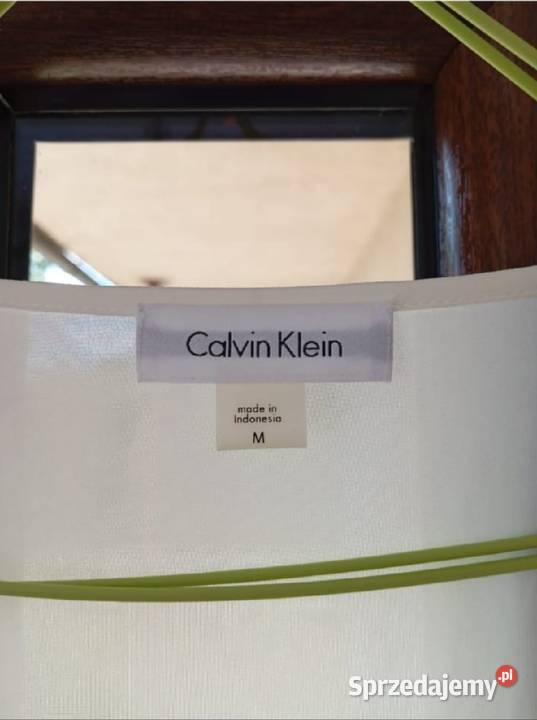 Calvin Klein
made in
Indonesia
M
Sprzedajemy.pl